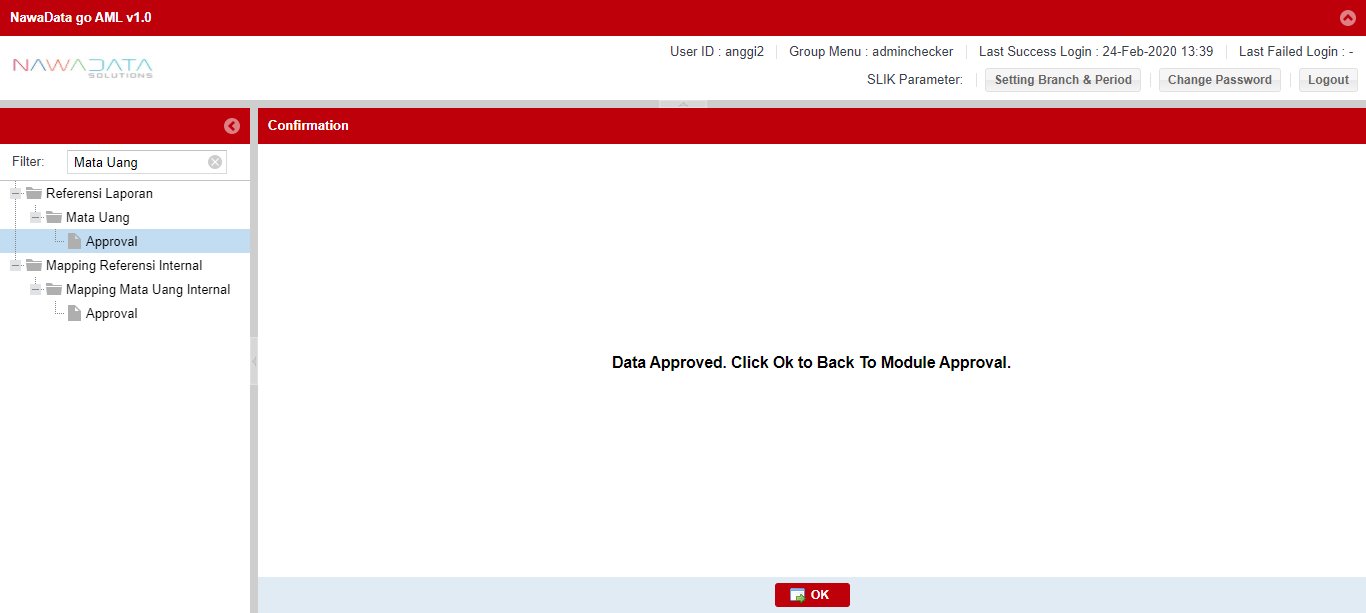 NawaData go AML v1.0
NAWADATA
SOLUTIONS
User ID : anggi2 Group Menu : adminchecker Last Success Login : 24-Feb-2020 13:39 Last Failed Login : -
SLIK Parameter: Setting Branch & Period Change Password Logout
Confirmation
Filter: Mata Uang
Referensi Laporan
Mata Uang
Approval
Mapping Referensi Internal
Mapping Mata Uang Internal
Approval
Data Approved. Click Ok to Back To Module Approval.
OK